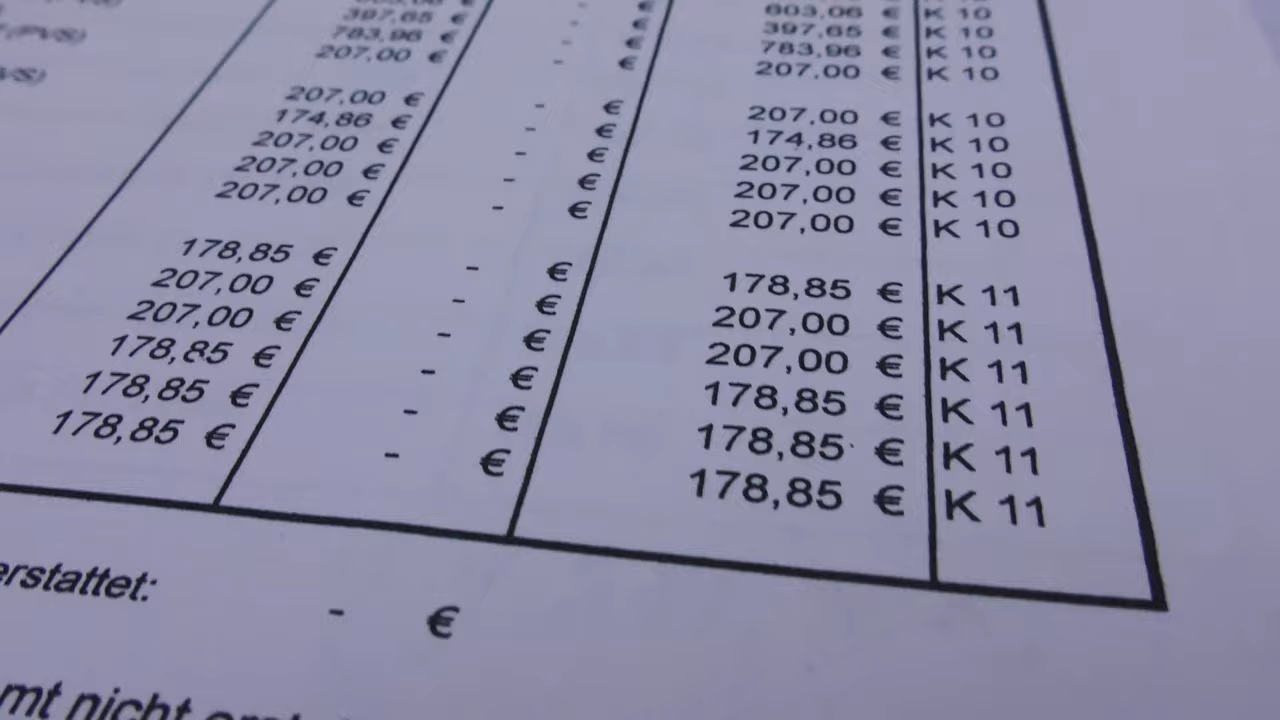 603,06 € K 10
397,65 € - € 397,65 € K 10
(PVS) 783,96 € - € 783,96 € K 10
207,00 € - € 207,00 € K 10
207,00 € - € 207,00 € K 10
174,86 € - € 174,86 € K 10
207,00 € - € 207,00 € K 10
207,00 € - € 207,00 € K 10
207,00 € - € 207,00 € K 10
178,85 € - € 178,85 € K 11
207,00 € - € 207,00 € K 11
207,00 € - € 207,00 € K 11
178,85 € - € 178,85 € K 11
178,85 € - € 178,85 € K 11
178,85 € - € 178,85 € K 11
erstattet: - €
nicht